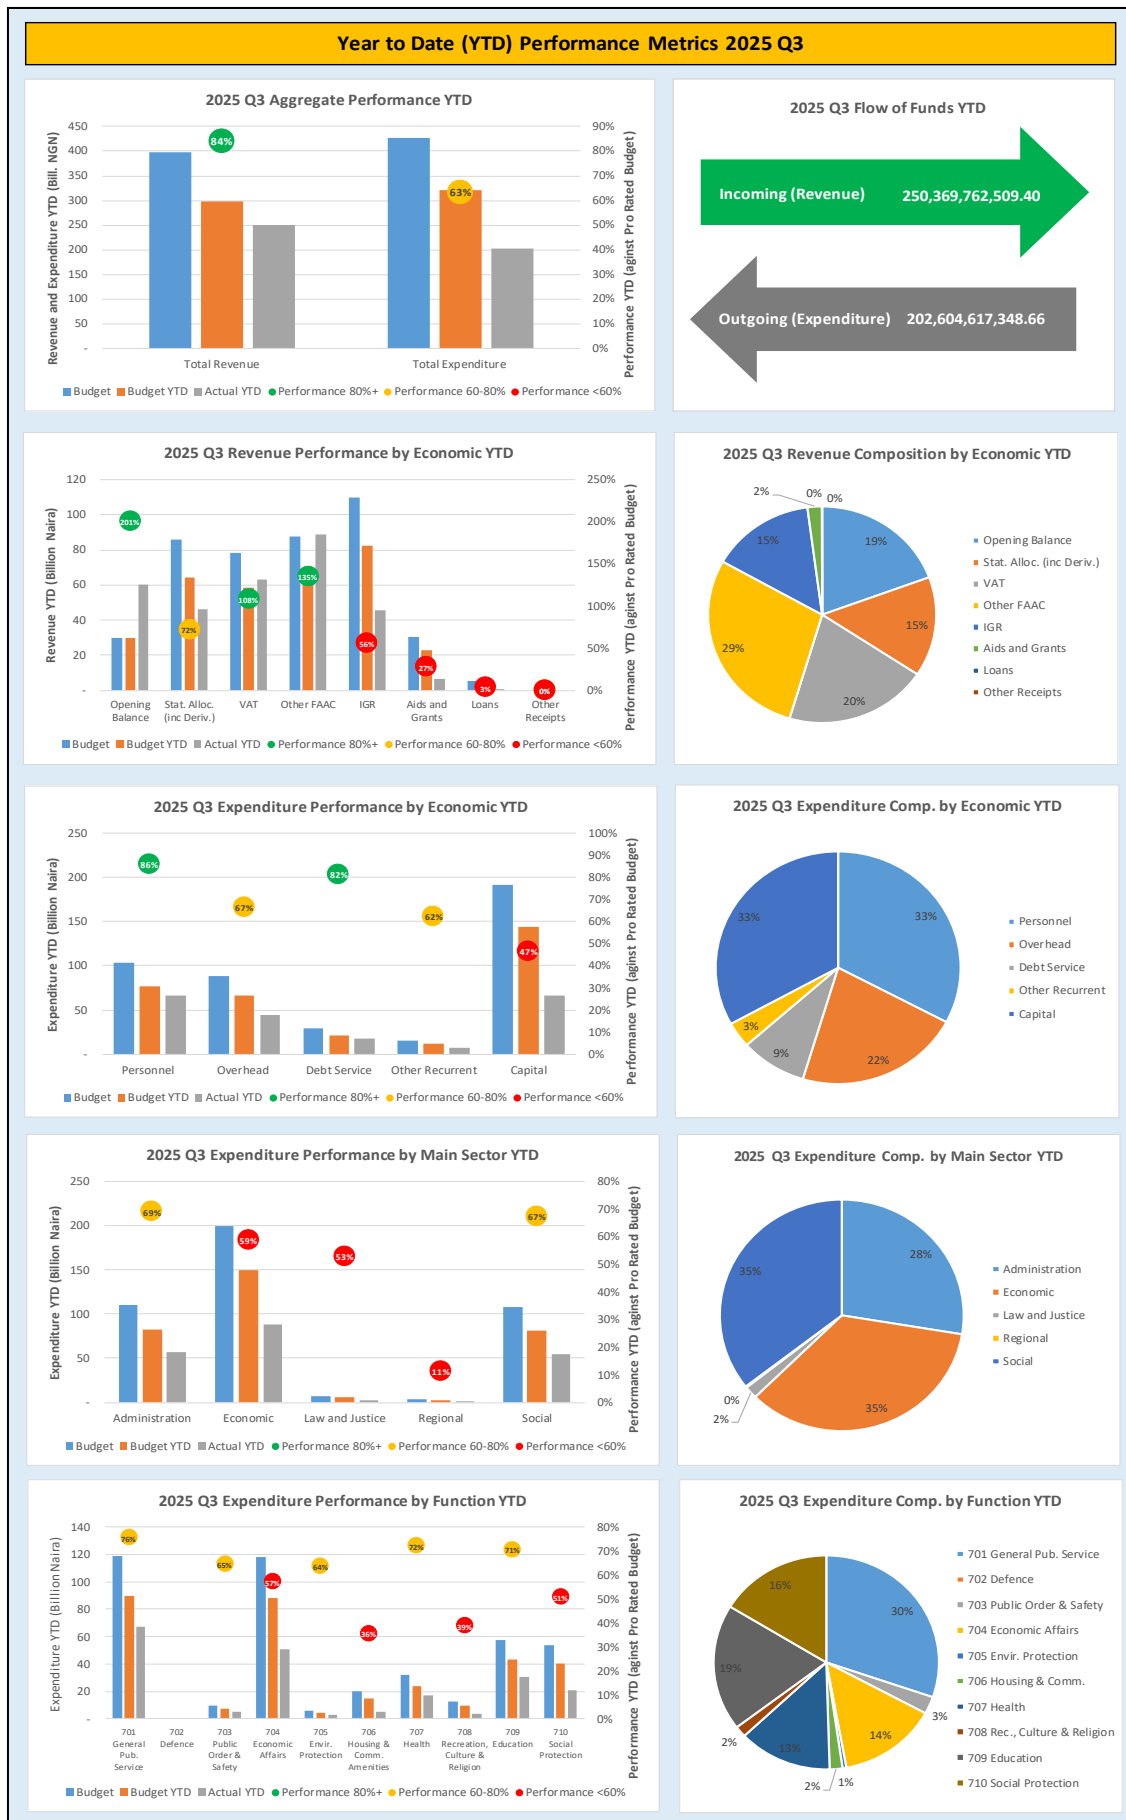 Year to Date (YTD) Performance Metrics 2025 Q3
2025 Q3 Aggregate Performance YTD
Revenue and Expenditure YTD (Bill. NGN)
450
400
350
300
250
200
150
100
50
-
90%
80%
70%
60%
50%
40%
30%
20%
10%
0%
Performance YTD (aginst Pro Rated Budget)
84%
63%
Total Revenue
Total Expenditure
Budget
Budget YTD
Actual YTD
Performance 80%+
Performance 60-80%
Performance <60%
2025 Q3 Flow of Funds YTD
Incoming (Revenue) 250,369,762,509.40
Outgoing (Expenditure) 202,604,617,348.66
2025 Q3 Revenue Performance by Economic YTD
Revenue YTD (Billion Naira)
120
100
80
60
40
20
-
250%
200%
150%
100%
50%
0%
Performance YTD (aginst Pro Rated Budget)
201%
72%
108%
135%
56%
27%
3%
0%
Opening
Balance
Stat. Alloc.
(inc Deriv.)
VAT
Other FAAC
IGR
Aids and
Grants
Loans
Other
Receipts
Budget
Budget YTD
Actual YTD
Performance 80%+
Performance 60-80%
Performance <60%
2025 Q3 Revenue Composition by Economic YTD
2%
0%
0%
19%
15%
20%
29%
15%
Opening Balance
Stat. Alloc. (inc Deriv.)
VAT
Other FAAC
IGR
Aids and Grants
Loans
Other Receipts
2025 Q3 Expenditure Performance by Economic YTD
Expenditure YTD (Billion Naira)
250
200
150
100
50
-
100%
90%
80%
70%
60%
50%
40%
30%
20%
10%
0%
Performance YTD (aginst Pro Rated Budget)
86%
67%
82%
62%
47%
Personnel
Overhead
Debt Service
Other Recurrent
Capital
Budget
Budget YTD
Actual YTD
Performance 80%+
Performance 60-80%
Performance <60%
2025 Q3 Expenditure Comp. by Economic YTD
33%
33%
3%
9%
22%
Personnel
Overhead
Debt Service
Other Recurrent
Capital
2025 Q3 Expenditure Performance by Main Sector YTD
Expenditure YTD (Billion Naira)
250
200
150
100
50
-
80%
70%
60%
50%
40%
30%
20%
10%
0%
Performance YTD (aginst Pro Rated Budget)
69%
59%
53%
11%
67%
Administration
Economic
Law and Justice
Regional
Social
Budget
Budget YTD
Actual YTD
Performance 80%+
Performance 60-80%
Performance <60%
2025 Q3 Expenditure Comp. by Main Sector YTD
28%
35%
0%
2%
35%
Administration
Economic
Law and Justice
Regional
Social
2025 Q3 Expenditure Performance by Function YTD
Expenditure YTD (Billion Naira)
140
120
100
80
60
40
20
-
80%
70%
60%
50%
40%
30%
20%
10%
0%
Performance YTD (aginst Pro Rated Budget)
76%
65%
57%
64%
36%
72%
39%
71%
51%
701
General
Pub.
Service
702
Defence
703
Public
Order &
Safety
704
Economic
Affairs
705
Envir.
Protection
706
Housing &
Comm.
Amenities
707
Health
708
Recreation,
Culture &
Religion
709
Education
710
Social
Protection
Budget
Budget YTD
Actual YTD
Performance 80%+
Performance 60-80%
Performance <60%
2025 Q3 Expenditure Comp. by Function YTD
16%
30%
19%
3%
14%
2%
13%
2%
1%
701 General Pub. Service
702 Defence
703 Public Order & Safety
704 Economic Affairs
705 Envir. Protection
706 Housing & Comm.
707 Health
708 Rec., Culture & Religion
709 Education
710 Social Protection